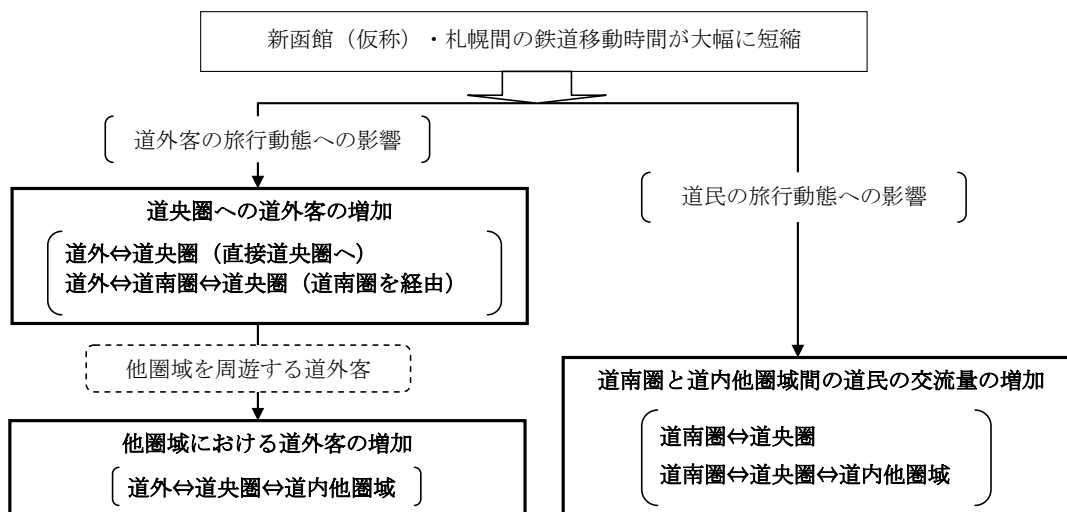 新函館（仮称）・札幌間の鉄道移動時間が大幅に短縮
道外客の旅行動態への影響
道央圏への道外客の増加
道外⇔道央圏（直接道央圏へ）
道外⇔道南圏⇔道央圏（道南圏を経由）
他圏域を周遊する道外客
他圏域における道外客の増加
道外⇔道央圏⇔道内他圏域
道民の旅行動態への影響
道南圏と道内他圏域間の道民の交流量の増加
道南圏⇔道央圏
道南圏⇔道央圏⇔道内他圏域